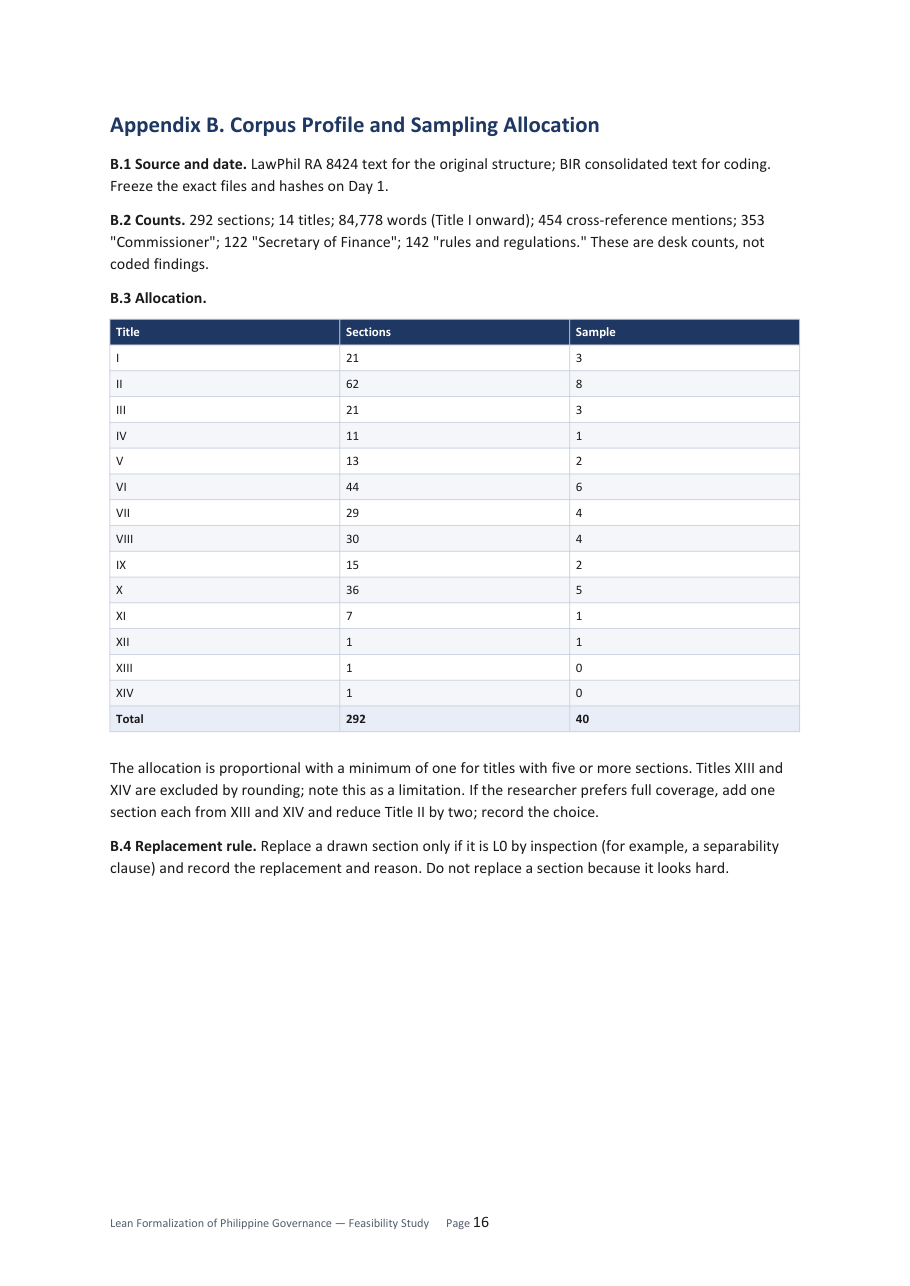 Appendix B. Corpus Profile and Sampling Allocation
B.1 Source and date. LawPhil RA 8424 text for the original structure; BIR consolidated text for coding.
Freeze the exact files and hashes on Day 1.
B.2 Counts. 292 sections; 14 titles; 84,778 words (Title I onward); 454 cross-reference mentions; 353
"Commissioner"; 122 "Secretary of Finance"; 142 "rules and regulations." These are desk counts, not
coded findings.
B.3 Allocation.
Title Sections Sample
I 21 3
II 62 8
III 21 3
IV 11 1
V 13 2
VI 44 6
VII 29 4
VIII 30 4
IX 15 2
X 36 5
XI 7 1
XII 1 1
XIII 1 0
XIV 1 0
Total 292 40
The allocation is proportional with a minimum of one for titles with five or more sections. Titles XIII and
XIV are excluded by rounding; note this as a limitation. If the researcher prefers full coverage, add one
section each from XIII and XIV and reduce Title II by two; record the choice.
B.4 Replacement rule. Replace a drawn section only if it is L0 by inspection (for example, a separability
clause) and record the replacement and reason. Do not replace a section because it looks hard.
Lean Formalization of Philippine Governance — Feasibility Study Page 16